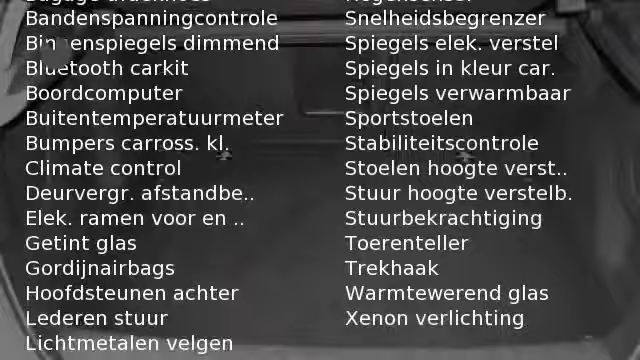 Bandenspanningcontrole
Binnenspiegels dimmend
Bluetooth carkit
Boordcomputer
Buitentemperatuurmeter
Bumpers carross. kl.
Climate control
Deurvergr. afstandbe..
Elek. ramen voor en ..
Getint glas
Gordijnairbags
Hoofdsteunen achter
Lederen stuur
Lichtmetalen velgen
Snelheidsbegrenzer
Spiegels elek. verstel
Spiegels in kleur car.
Spiegels verwarmbaar
Sportstoelen
Stabiliteitscontrole
Stoelen hoogte verst..
Stuur hoogte verstelb.
Stuurbekrachtiging
Toerenteller
Trekhaak
Warmtewerend glas
Xenon verlichting